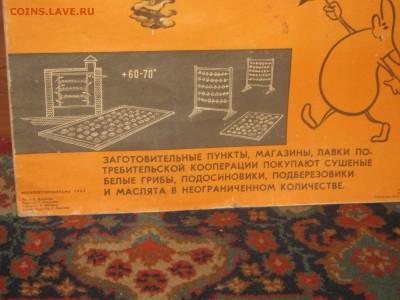 COINS.LAVE.RU
+60-70°
ЗАГОТОВИТЕЛЬНЫЕ ПУНКТЫ, МАГАЗИНЫ, ЛАВКИ ПО-
ТРЕБИТЕЛЬСКОЙ КООПЕРАЦИИ ПОКУПАЮТ СУШЕНЫЕ
БЕЛЫЕ ГРИБЫ, ПОДОСИНОВИКИ, ПОДБЕРЕЗОВИКИ
И МАСЛЯТА В НЕОГРАНИЧЕННОМ КОЛИЧЕСТВЕ.